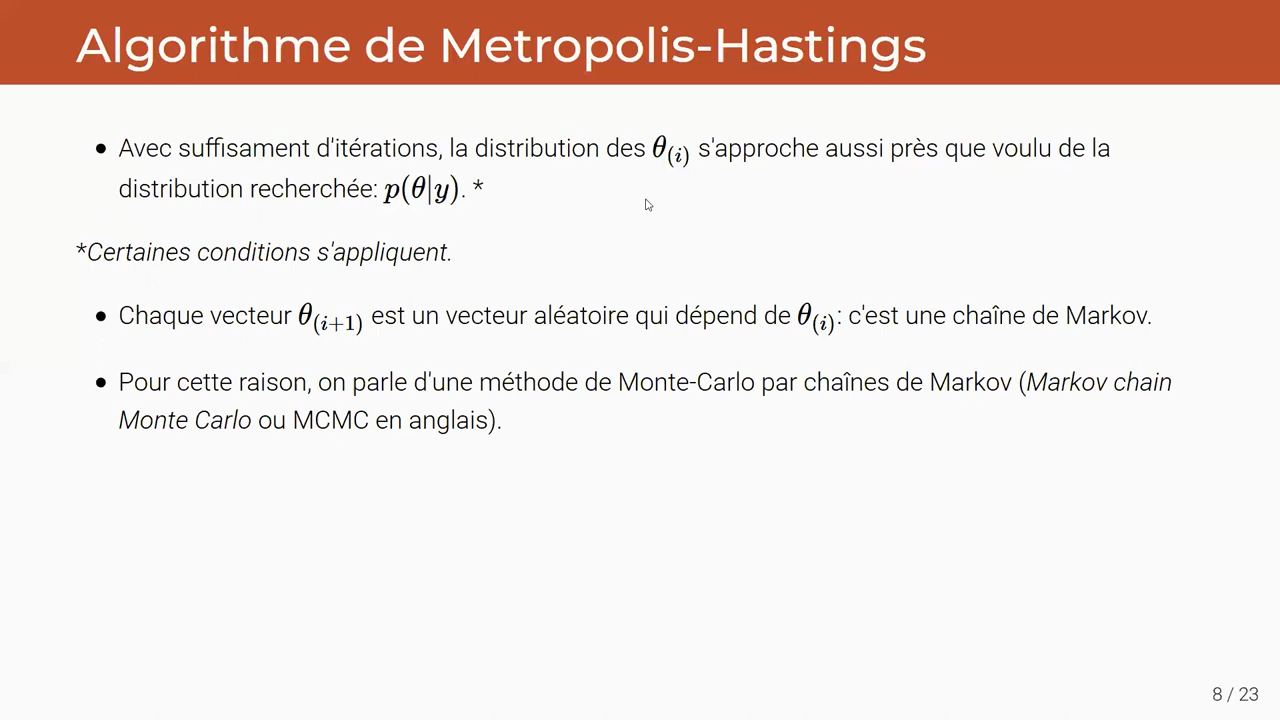 Algorithme de Metropolis-Hastings
• Avec suffisament d'itérations, la distribution des θ_(i) s'approche aussi près que voulu de la
distribution recherchée: p(θ|y). *
*Certaines conditions s'appliquent.
• Chaque vecteur θ_(i+1) est un vecteur aléatoire qui dépend de θ_(i): c'est une chaîne de Markov.
• Pour cette raison, on parle d'une méthode de Monte-Carlo par chaînes de Markov (Markov chain
Monte Carlo ou MCMC en anglais).
8 / 23